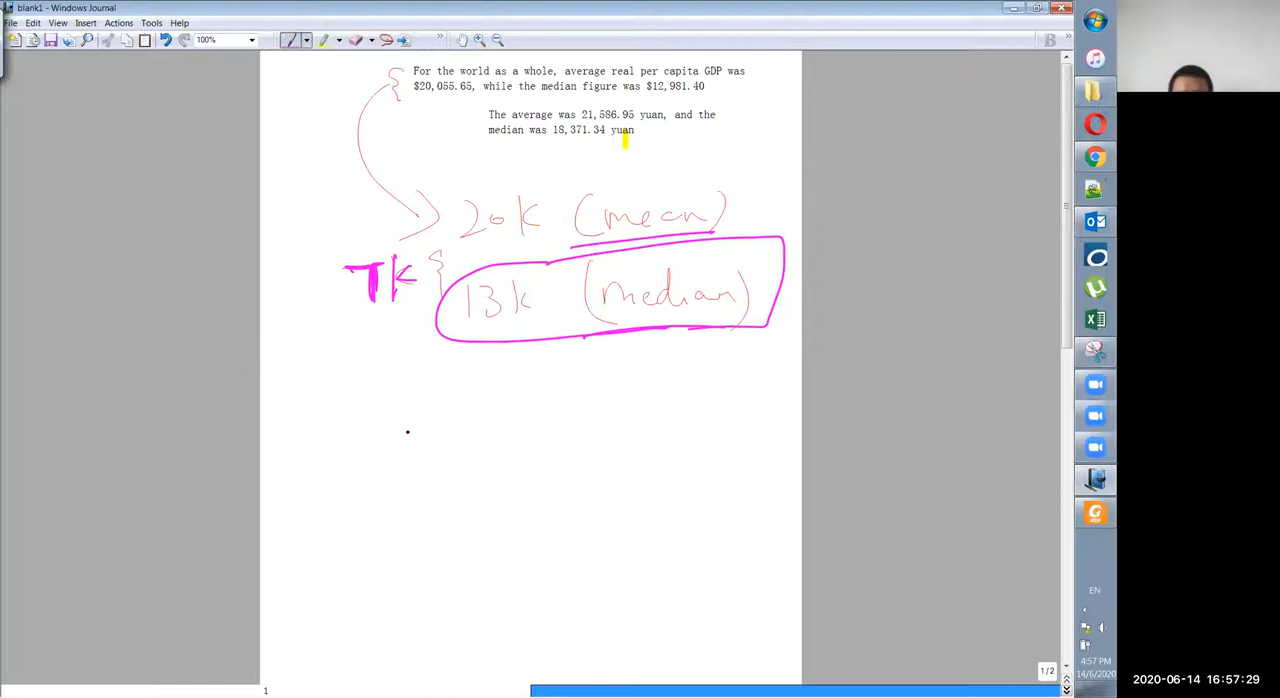 blank1 - Windows Journal
File Edit View Insert Actions Tools Help
100%
B
For the world as a whole, average real per capita GDP was
$20,055.65, while the median figure was $12,981.40
The average was 21,586.95 yuan, and the
median was 18,371.34 yuan
20K (mean)
7K
13K (median)
1/2
1
EN
4:57 PM
14/6/2020
2020-06-14 16:57:29